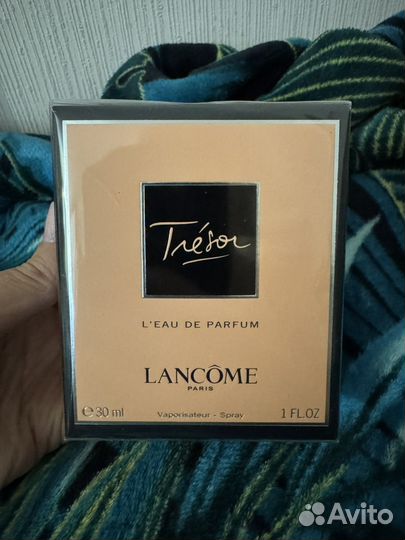 Trésor
L'EAU DE PARFUM
LANCÔME
PARIS
℮30 ml
Vaporisateur - Spray
1 FL.OZ
Avito